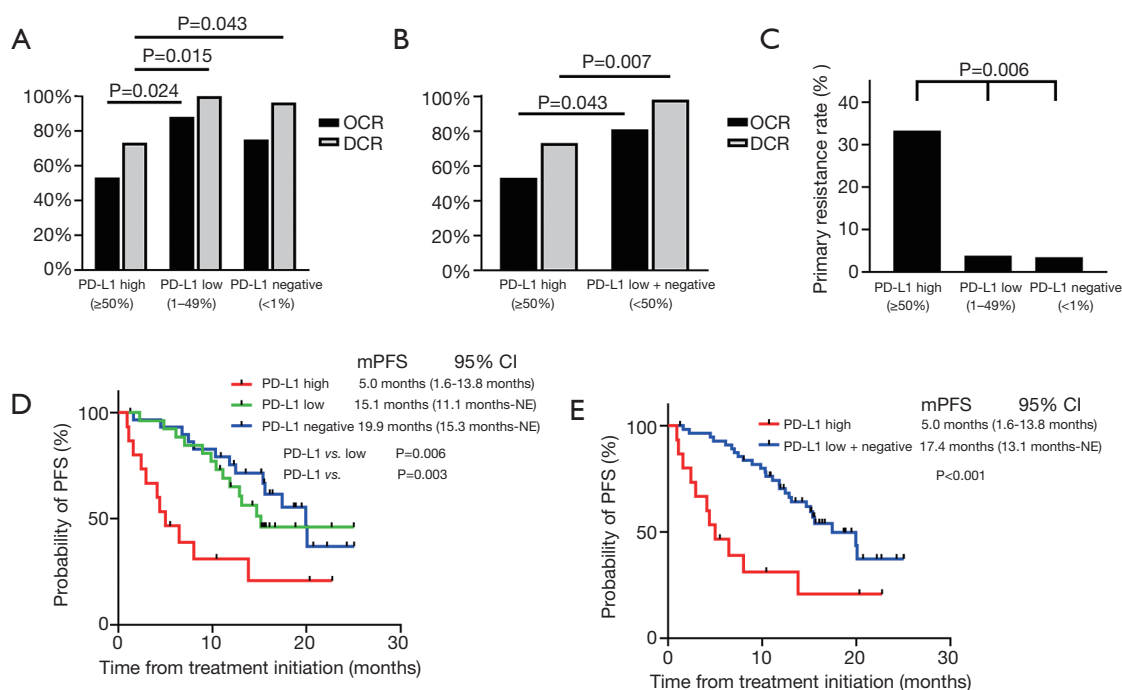 A
P=0.043
P=0.015
P=0.024
100%
80%
60%
40%
20%
0%
OCR
DCR
PD-L1 high PD-L1 low PD-L1 negative
(≥50%) (1–49%) (<1%)
B
P=0.007
P=0.043
100%
80%
60%
40%
20%
0%
OCR
DCR
PD-L1 high PD-L1 low + negative
(≥50%) (<50%)
C
P=0.006
Primary resistance rate (%)
40
30
20
10
0
PD-L1 high PD-L1 low PD-L1 negative
(≥50%) (1–49%) (<1%)
D
mPFS 95% CI
PD-L1 high 5.0 months (1.6-13.8 months)
PD-L1 low 15.1 months (11.1 months-NE)
PD-L1 negative 19.9 months (15.3 months-NE)
PD-L1 vs. low P=0.006
PD-L1 vs. P=0.003
Probability of PFS (%)
100
50
0
0 10 20 30
Time from treatment initiation (months)
E
mPFS 95% CI
PD-L1 high 5.0 months (1.6-13.8 months)
PD-L1 low + negative 17.4 months (13.1 months-NE)
P<0.001
Probability of PFS (%)
100
50
0
0 10 20 30
Time from treatment initiation (months)